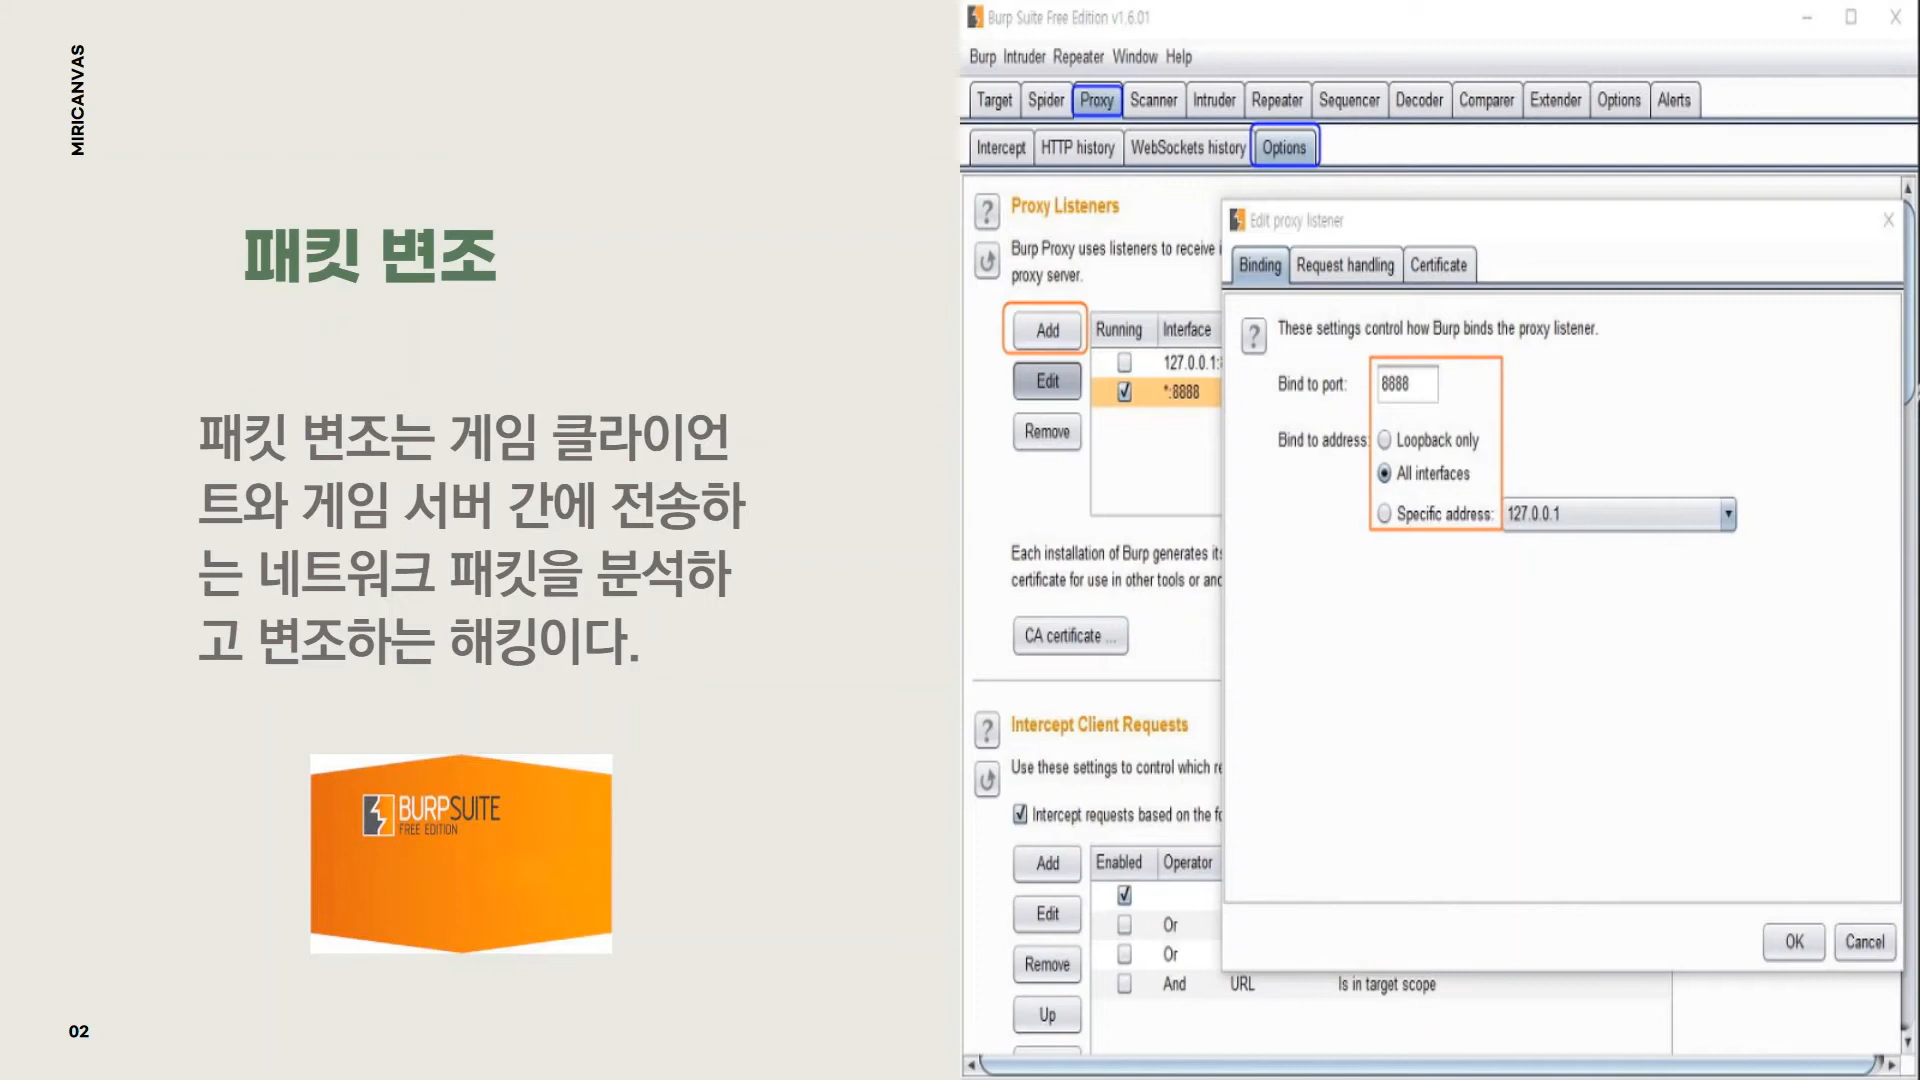 MIRICANVAS
패킷 변조
패킷 변조는 게임 클라이언
트와 게임 서버 간에 전송하
는 네트워크 패킷을 분석하
고 변조하는 해킹이다.
BURPSUITE
FREE EDITION
02
Burp Suite Free Edition v1.6.01
Burp Intruder Repeater Window Help
Target Spider Proxy Scanner Intruder Repeater Sequencer Decoder Comparer Extender Options Alerts
Intercept HTTP history WebSockets history Options
? Proxy Listeners
Burp Proxy uses listeners to receive
proxy server.
Add
Edit
Remove
Running Interface
127.0.0.1:
*:8888
Each installation of Burp generates its
certificate for use in other tools or
CA certificate ...
? Intercept Client Requests
Use these settings to control which
Intercept requests based on the
Add
Edit
Remove
Up
Enabled Operator
Or
Or
And URL Is in target scope
Edit proxy listener
Binding Request handling Certificate
? These settings control how Burp binds the proxy listener.
Bind to port: 8888
Bind to address: Loopback only
All interfaces
Specific address: 127.0.0.1
OK Cancel